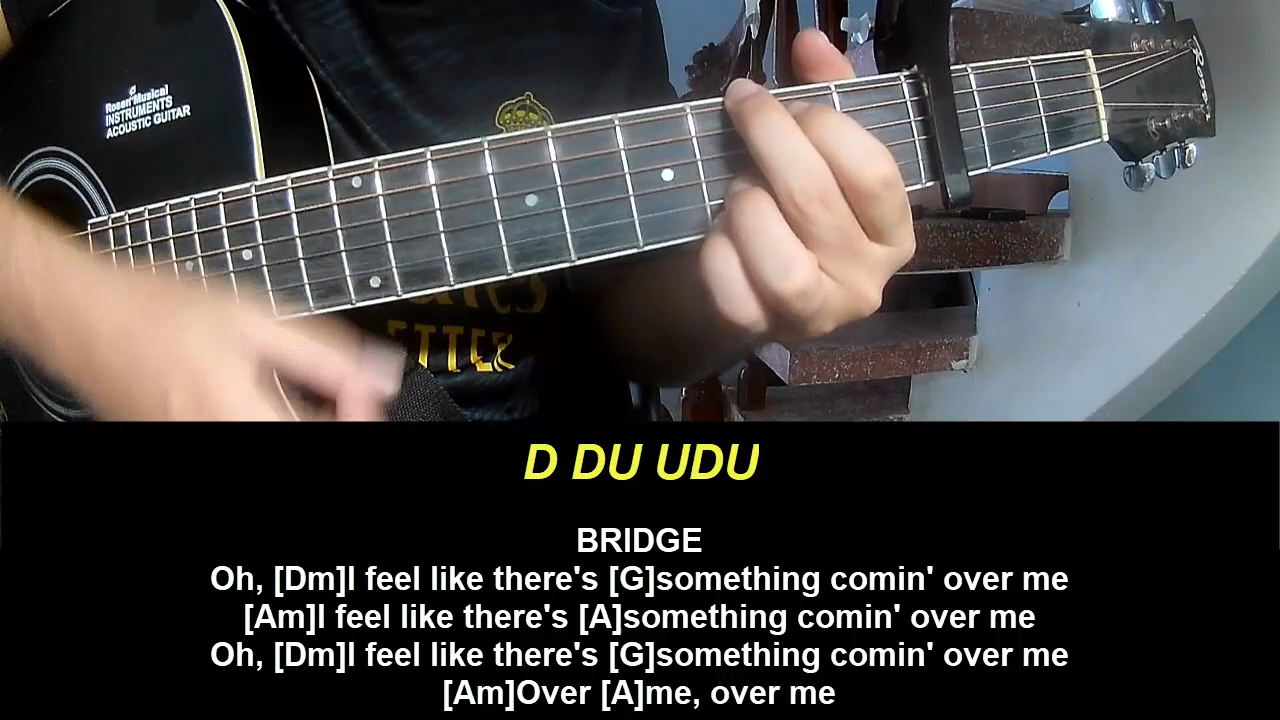 Rosen Musical
INSTRUMENTS
ACOUSTIC GUITAR
ETTER
D DU UDU
BRIDGE
Oh, [Dm]I feel like there's [G]something comin' over me
[Am]I feel like there's [A]something comin' over me
Oh, [Dm]I feel like there's [G]something comin' over me
[Am]Over [A]me, over me